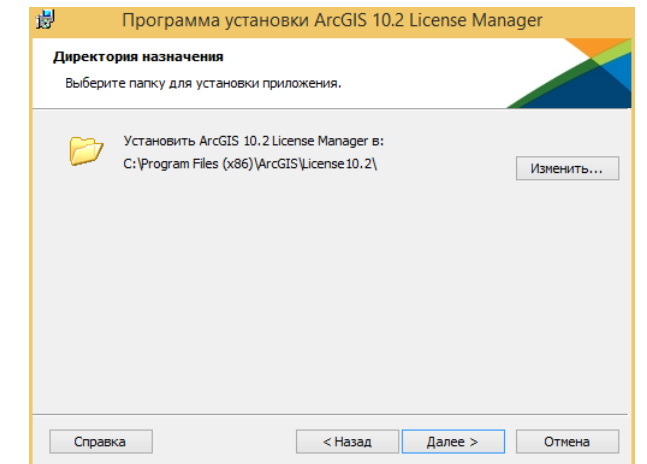 Программа установки ArcGIS 10.2 License Manager
Директория назначения
Выберите папку для установки приложения.
Установить ArcGIS 10.2 License Manager в:
C:\Program Files (x86)\ArcGIS\License10.2\
Изменить...
Справка
< Назад
Далее >
Отмена